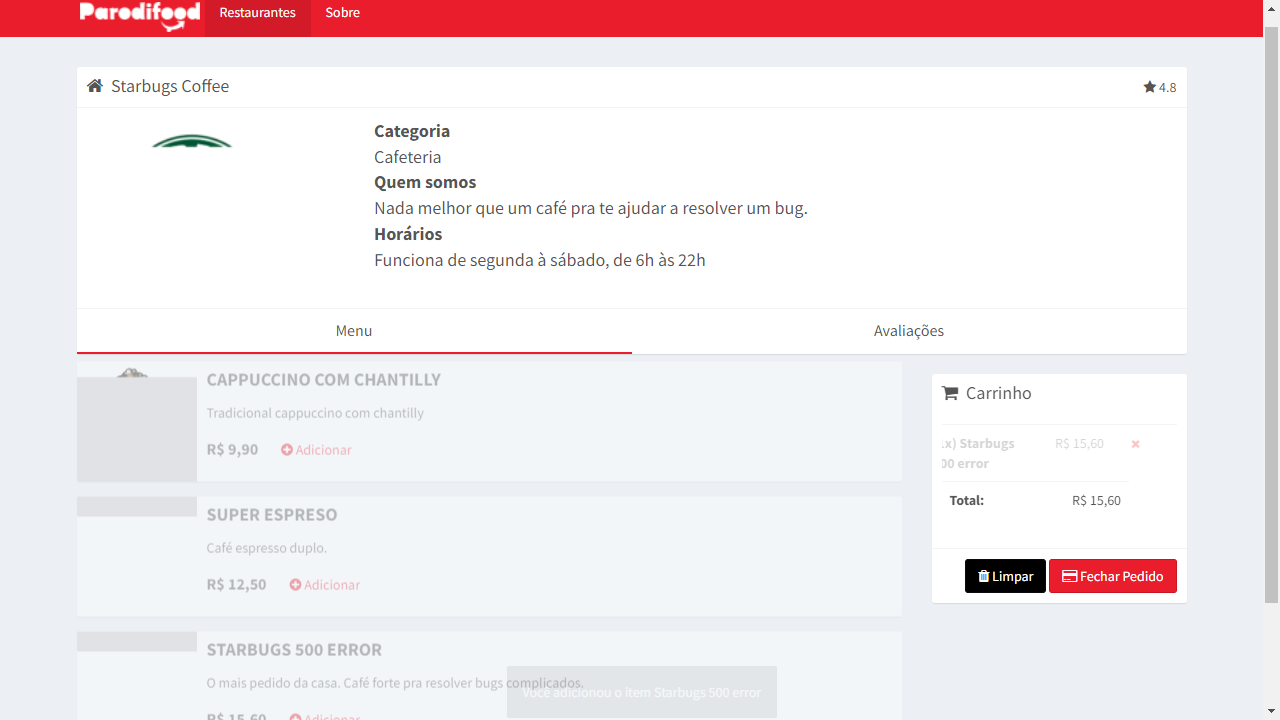 Parodifood Restaurantes Sobre
Starbugs Coffee 4.8
Categoria
Cafeteria
Quem somos
Nada melhor que um café pra te ajudar a resolver um bug.
Horários
Funciona de segunda à sábado, de 6h às 22h
Menu Avaliações
CAPPUCCINO COM CHANTILLY
Tradicional cappuccino com chantilly
R$ 9,90 Adicionar
SUPER ESPRESO
Café espresso duplo.
R$ 12,50 Adicionar
STARBUGS 500 ERROR
O mais pedido da casa. Café forte pra resolver bugs complicados.
R$ 15,60 Adicionar
Você adicionou o item Starbugs 500 error
Carrinho
x) Starbugs R$ 15,60
00 error
Total: R$ 15,60
Limpar Fechar Pedido